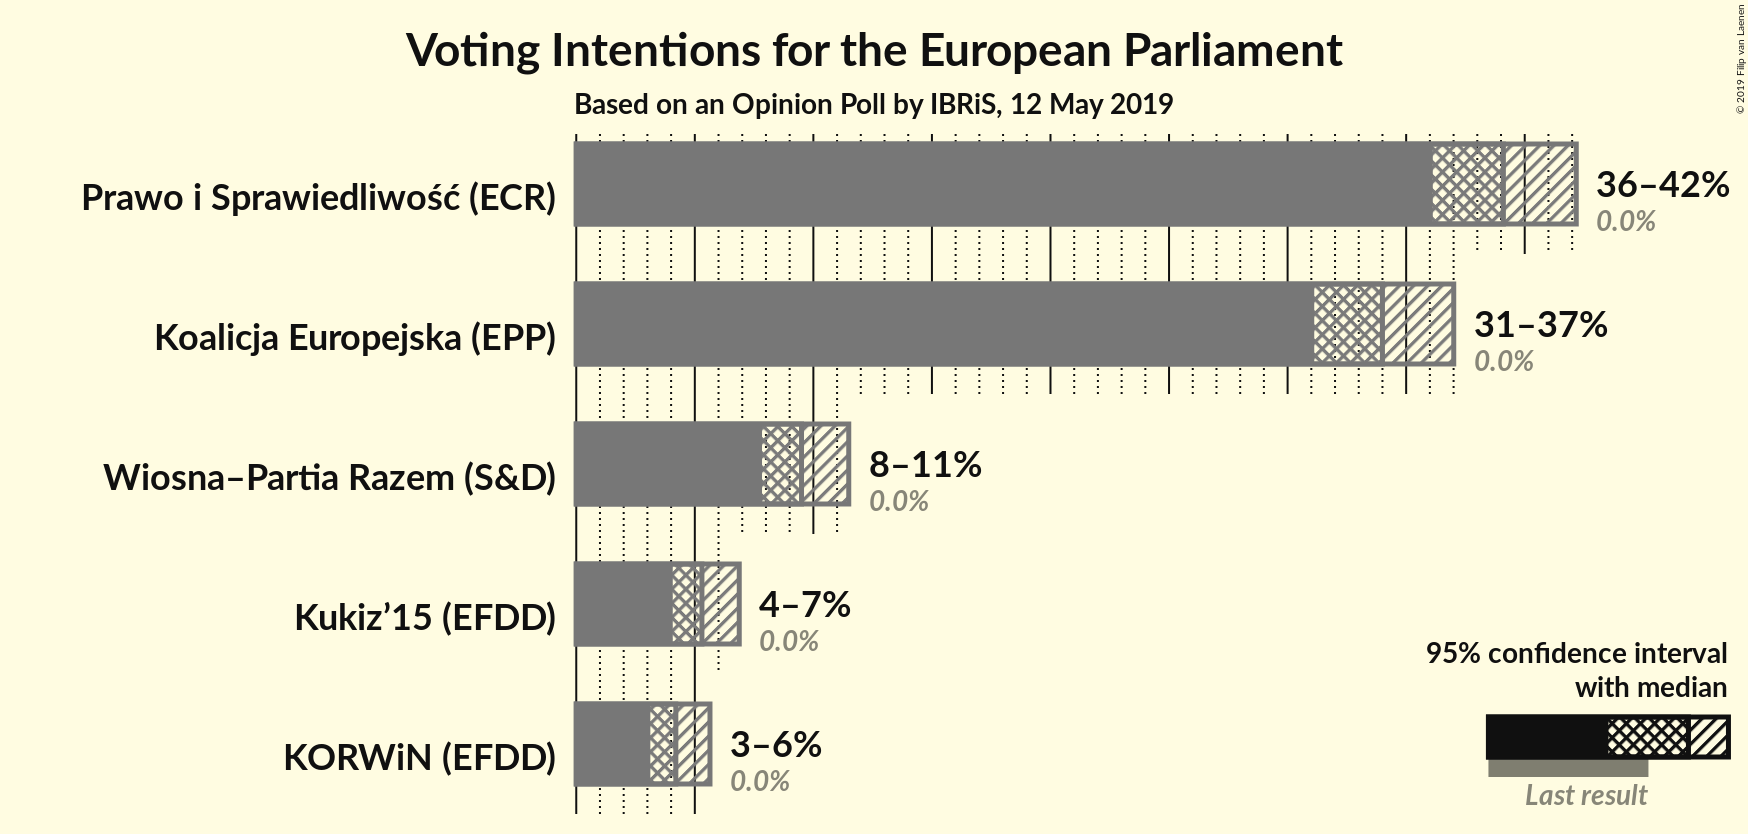 Voting Intentions for the European Parliament
Based on an Opinion Poll by IBRiS, 12 May 2019
© 2019 Filip van Laenen
Prawo i Sprawiedliwość (ECR)
36–42%
0.0%
Koalicja Europejska (EPP)
31–37%
0.0%
Wiosna–Partia Razem (S&D)
8–11%
0.0%
Kukiz’15 (EFDD)
4–7%
0.0%
KORWiN (EFDD)
3–6%
0.0%
95% confidence interval
with median
Last result